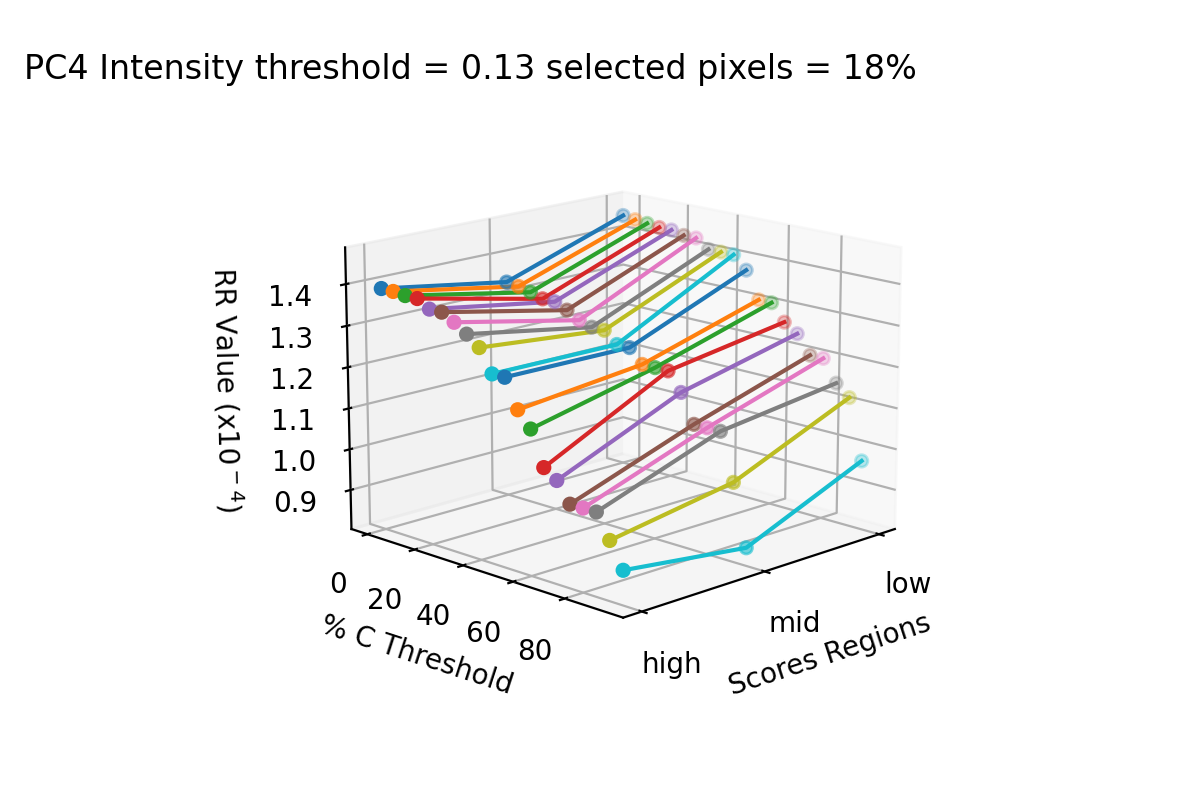 PC4 Intensity threshold = 0.13 selected pixels = 18%
RR Value (x10⁻⁴)
1.4
1.3
1.2
1.1
1.0
0.9
0
20
40
60
80
% C Threshold
high
mid
low
Scores Regions